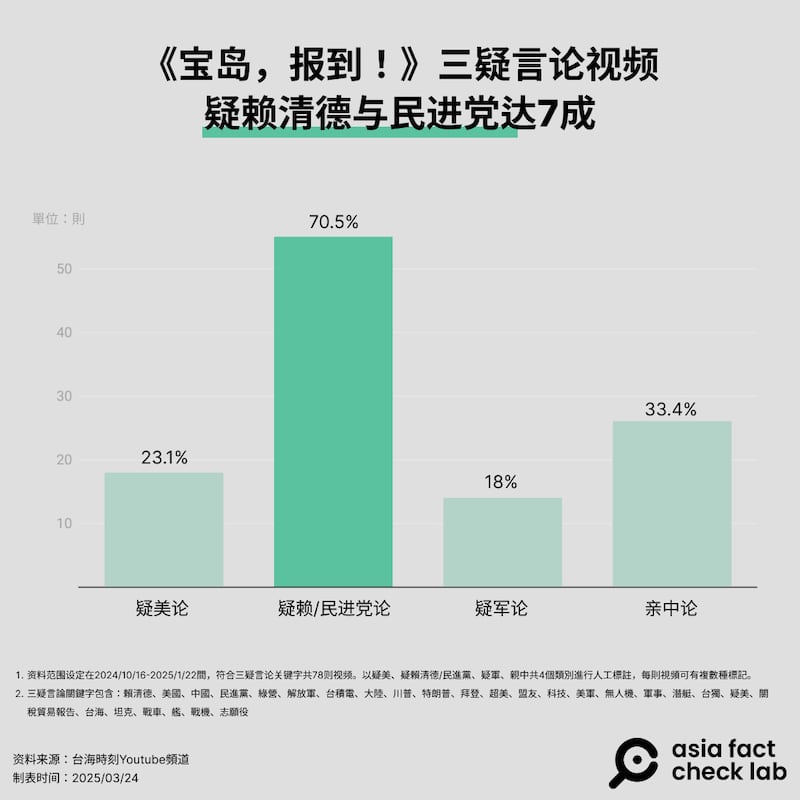 《宝岛，报到！》三疑言论视频
疑赖清德与民进党达7成
單位：則
50
40
30
20
10
23.1%
70.5%
18%
33.4%
疑美论
疑赖/民进党论
疑军论
亲中论
1. 资料范围设定在2024/10/16-2025/1/22間，符合三疑言论关键字共78则视频。以疑美、疑賴清德/民進黨、疑軍、親中共4個類別進行人工標註，每則視頻可有複數種標記。
2. 三疑言論關鍵字包含：賴清德、美國、中國、民進黨、綠營、解放軍、台積電、大陸、川普、特朗普、拜登、超美、盟友、科技、美軍、無人機、軍事、潛艇、台獨、疑美、關
稅貿易報告、台海、坦克、戰車、艦、戰機、志願役
资料来源：台海時刻Youtube頻道
制表时间：2025/03/24
asia fact
check lab